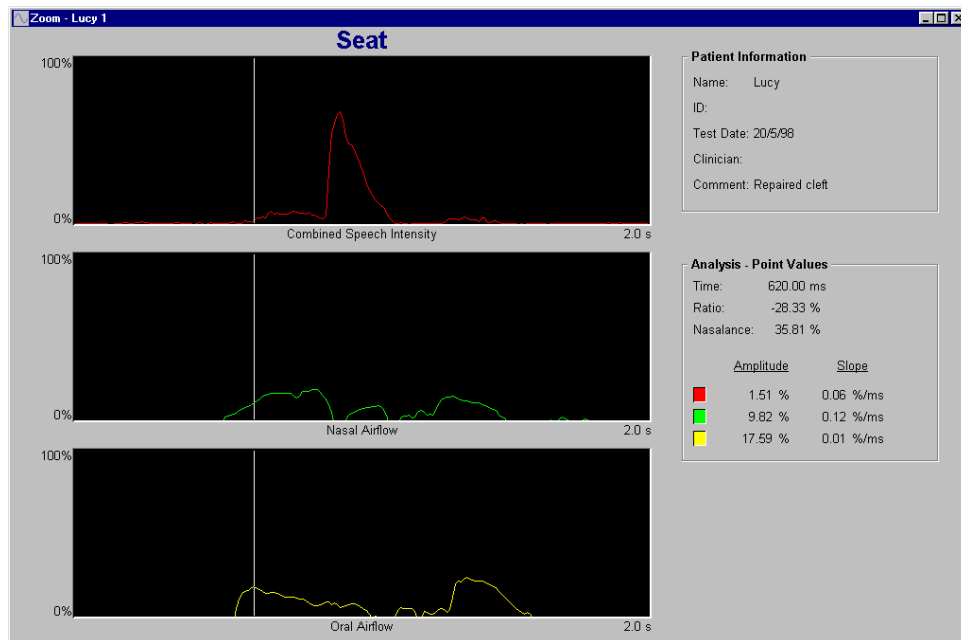 Zoom - Lucy 1
Seat
100%
0%
Combined Speech Intensity 2.0 s
100%
0%
Nasal Airflow 2.0 s
100%
0%
Oral Airflow 2.0 s
Patient Information
Name: Lucy
ID:
Test Date: 20/5/98
Clinician:
Comment: Repaired cleft
Analysis - Point Values
Time: 620.00 ms
Ratio: -28.33 %
Nasalance: 35.81 %
Amplitude Slope
1.51 % 0.06 %/ms
9.82 % 0.12 %/ms
17.59 % 0.01 %/ms